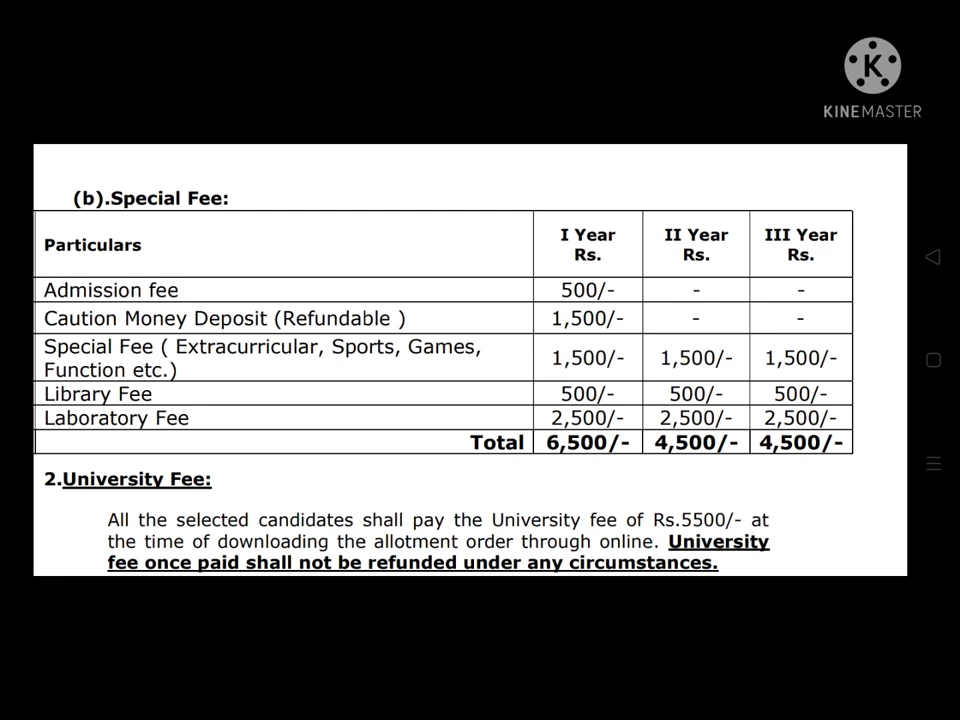 K
KINEMASTER
(b).Special Fee:
Particulars I Year Rs. II Year Rs. III Year Rs.
Admission fee 500/- - -
Caution Money Deposit (Refundable ) 1,500/- - -
Special Fee ( Extracurricular, Sports, Games, Function etc.) 1,500/- 1,500/- 1,500/-
Library Fee 500/- 500/- 500/-
Laboratory Fee 2,500/- 2,500/- 2,500/-
Total 6,500/- 4,500/- 4,500/-
2.University Fee:
All the selected candidates shall pay the University fee of Rs.5500/- at
the time of downloading the allotment order through online. University
fee once paid shall not be refunded under any circumstances.